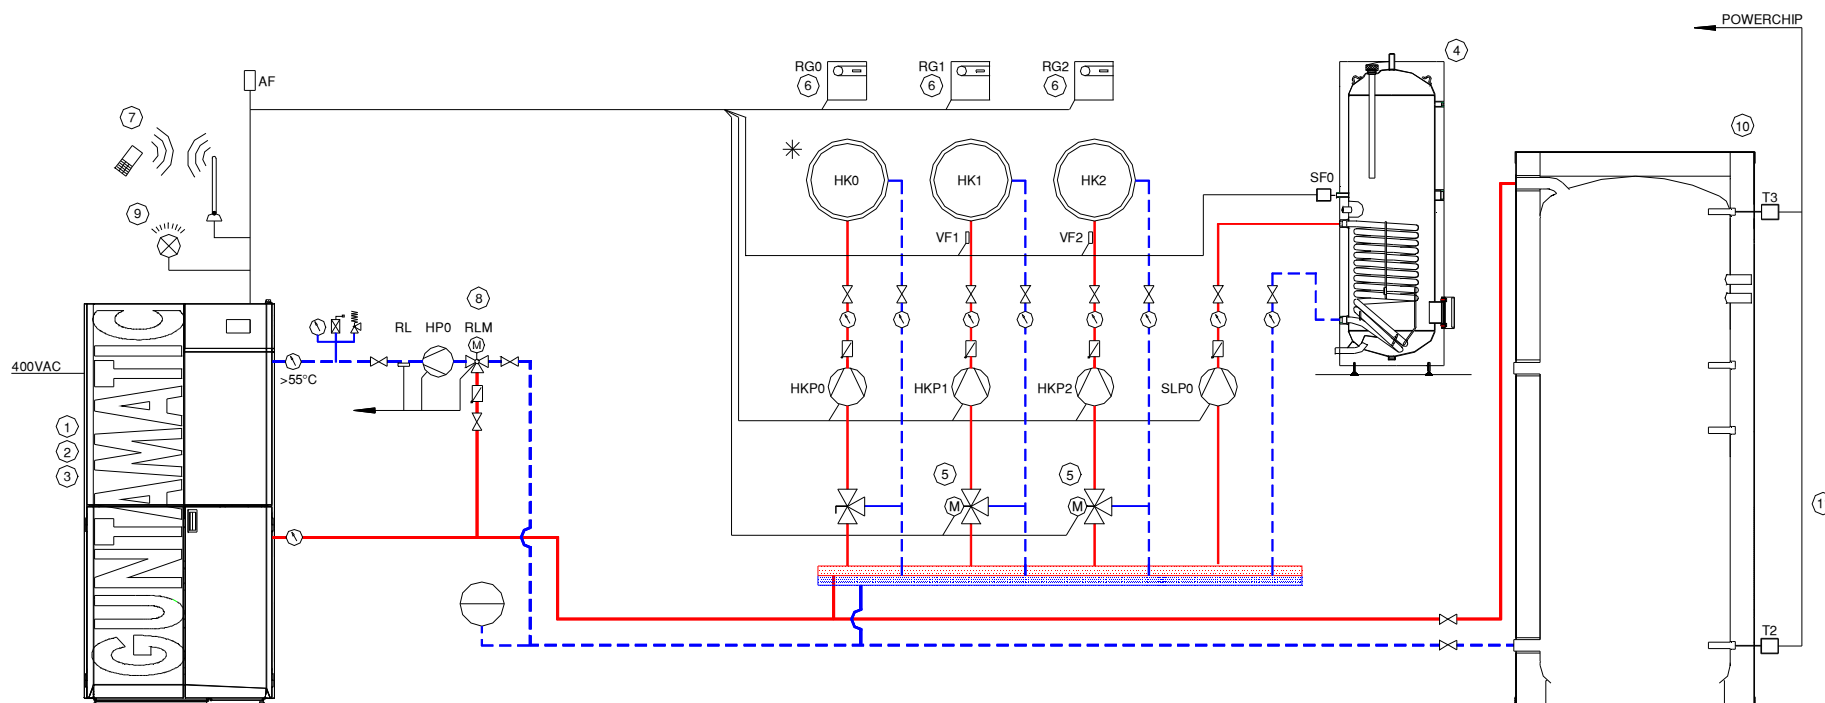 POWERCHIP
4
RG0
RG1
RG2
6
6
6
AF
7
10
HK0
HK1
HK2
SF0
T3
9
VF1
VF2
8
RL
HP0
RLM
M
400VAC
>55°C
HKP0
HKP1
HKP2
SLP0
1
2
3
GUNTAMATIC
5
5
M
M
T2